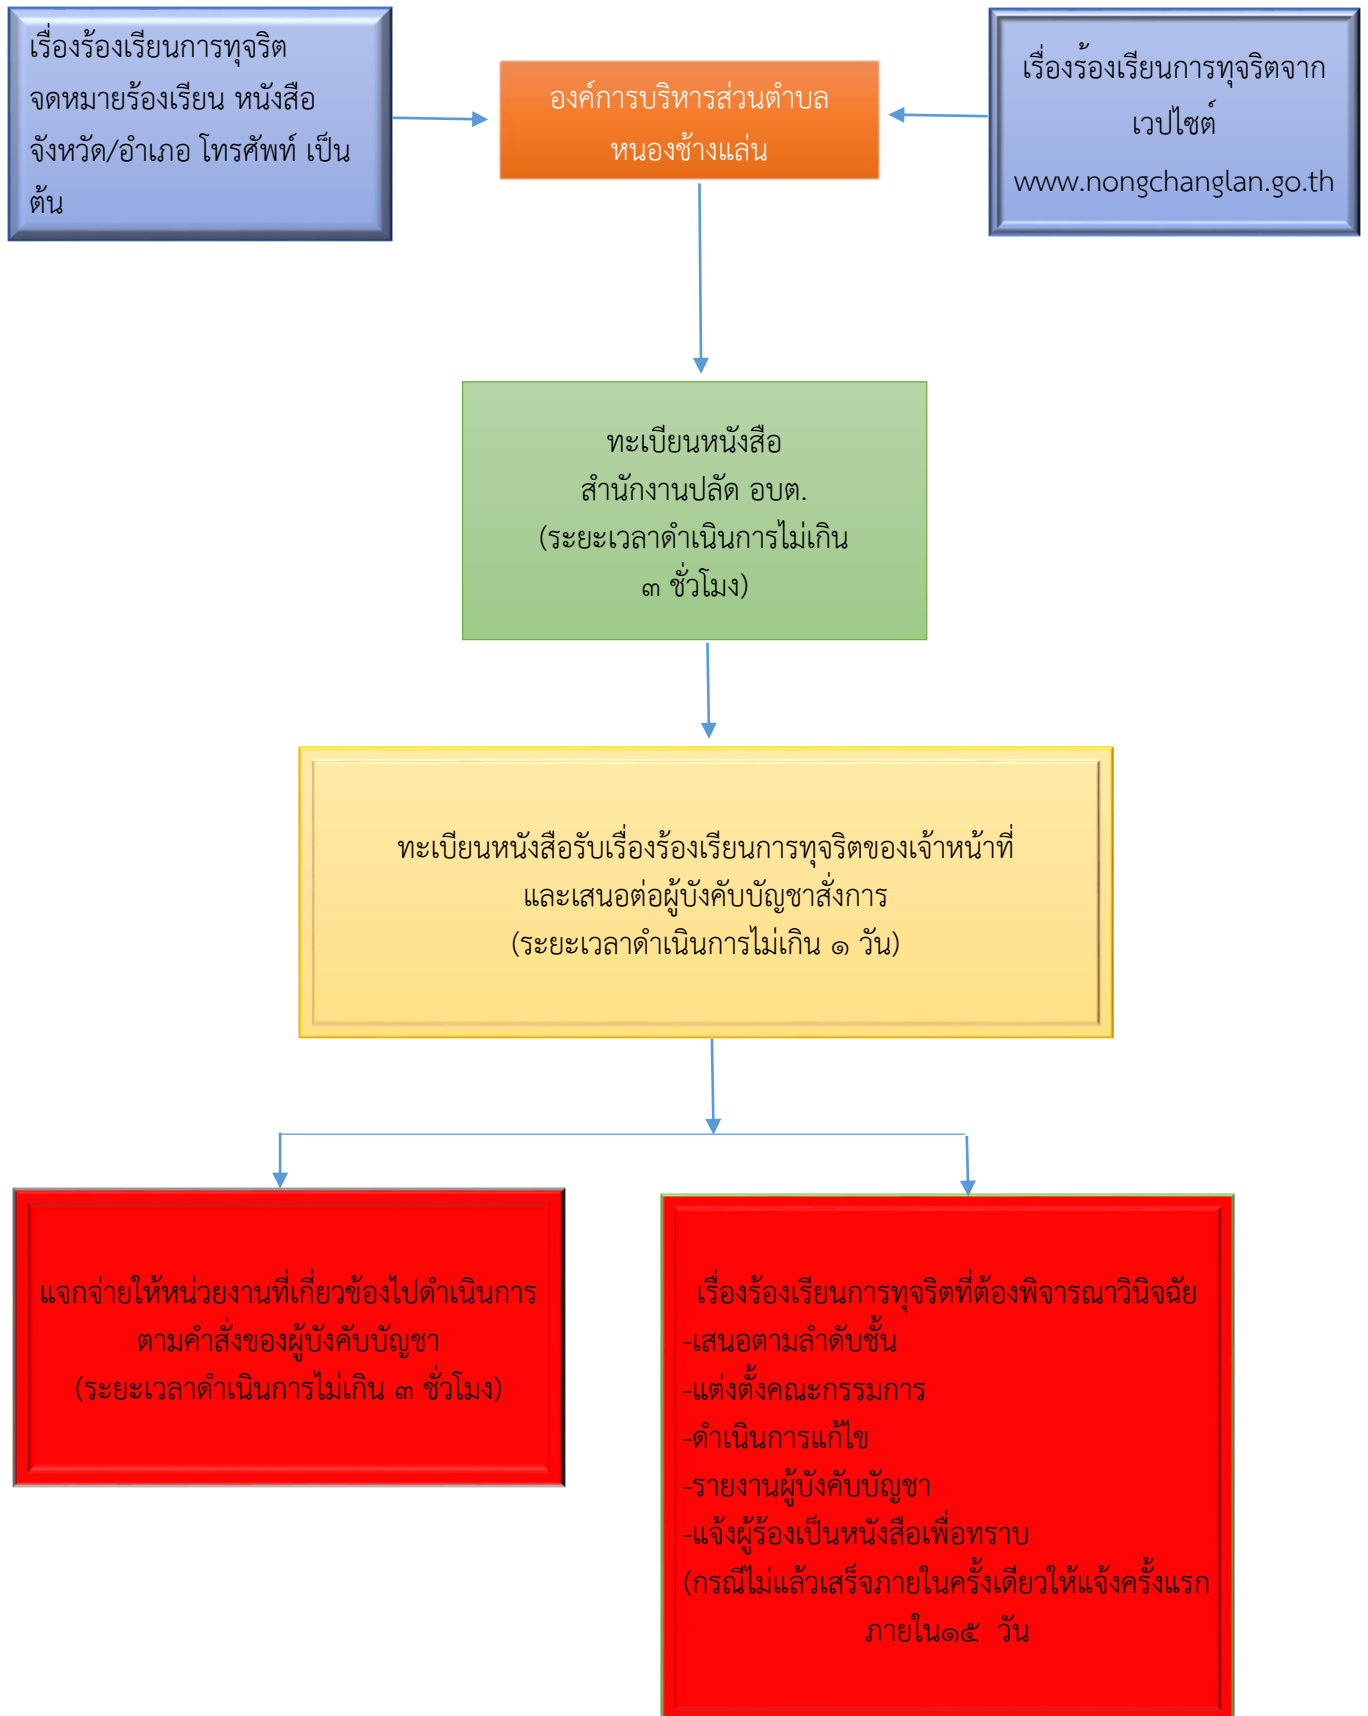 เรื่องร้องเรียนการทุจริต
จดหมายร้องเรียน หนังสือ
จังหวัด/อำเภอ โทรศัพท์ เป็น
ต้น
องค์การบริหารส่วนตำบล
หนองช้างแล่น
เรื่องร้องเรียนการทุจริตจาก
เวปไซต์
www.nongchanglan.go.th
ทะเบียนหนังสือ
สำนักงานปลัด อบต.
(ระยะเวลาดำเนินการไม่เกิน
๓ ชั่วโมง)
ทะเบียนหนังสือรับเรื่องร้องเรียนการทุจริตของเจ้าหน้าที่
และเสนอต่อผู้บังคับบัญชาสั่งการ
(ระยะเวลาดำเนินการไม่เกิน ๑ วัน)
แจกจ่ายให้หน่วยงานที่เกี่ยวข้องไปดำเนินการ
ตามคำสั่งของผู้บังคับบัญชา
(ระยะเวลาดำเนินการไม่เกิน ๓ ชั่วโมง)
เรื่องร้องเรียนการทุจริตที่ต้องพิจารณาวินิจฉัย
-เสนอตามลำดับชั้น
-แต่งตั้งคณะกรรมการ
-ดำเนินการแก้ไข
-รายงานผู้บังคับบัญชา
-แจ้งผู้ร้องเป็นหนังสือเพื่อทราบ
(กรณีไม่แล้วเสร็จภายในครั้งเดียวให้แจ้งครั้งแรก
ภายใน๑๕ วัน